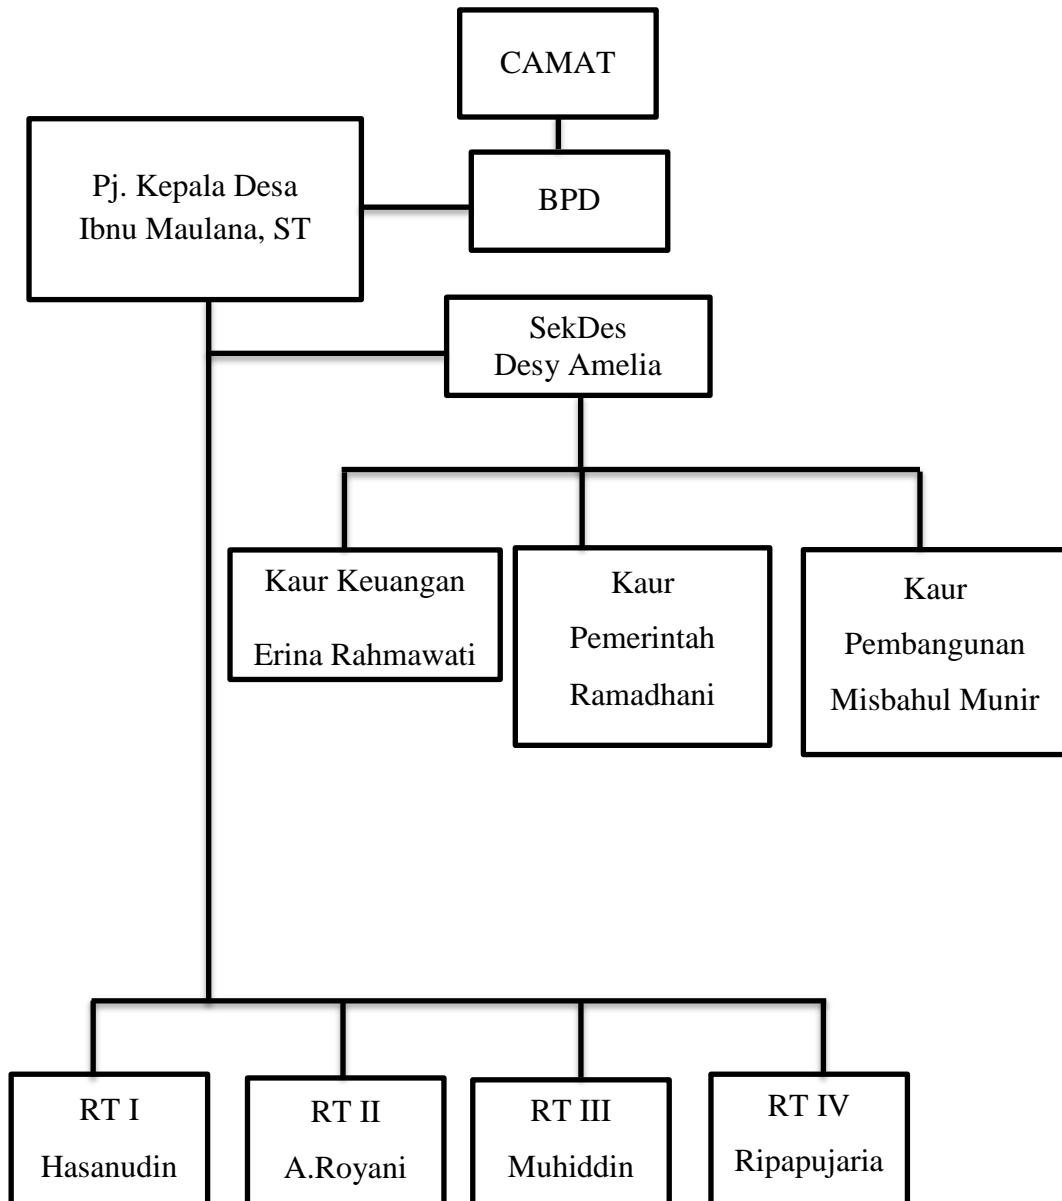 CAMAT
Pj. Kepala Desa
Ibnu Maulana, ST
BPD
SekDes
Desy Amelia
Kaur Keuangan
Erina Rahmawati
Kaur
Pemerintah
Ramadhani
Kaur
Pembangunan
Misbahul Munir
RT I
Hasanudin
RT II
A.Royani
RT III
Muhiddin
RT IV
Ripapujaria